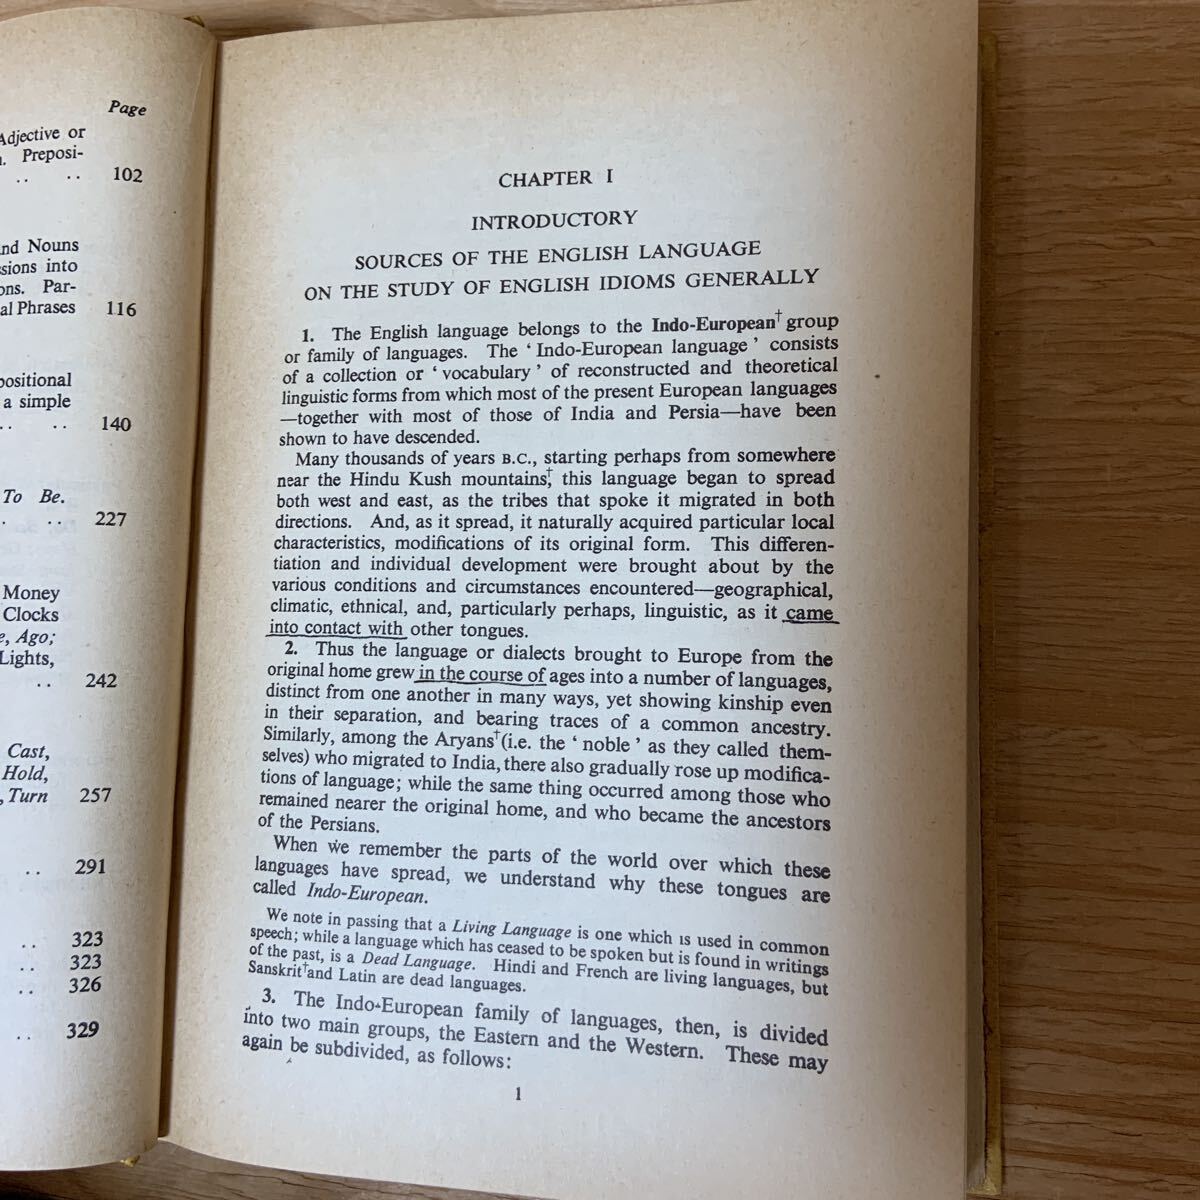 Page
Adjective or
Preposi-
.. .. 102
and Nouns
ons. Par-
al Phrases 116
a simple
.. .. 140
To Be.
. .. 227
Money
Clocks
Ago;
Lights,
.. 242
Cast,
Hold,
, Turn 257
.. 291
.. 323
.. 323
.. 326
.. 329
CHAPTER I
INTRODUCTORY
SOURCES OF THE ENGLISH LANGUAGE
ON THE STUDY OF ENGLISH IDIOMS GENERALLY
1. The English language belongs to the Indo-European† group
or family of languages. The ‘Indo-European language’ consists
of a collection or ‘vocabulary’ of reconstructed and theoretical
linguistic forms from which most of the present European languages
—together with most of those of India and Persia—have been
shown to have descended.
Many thousands of years B.C., starting perhaps from somewhere
near the Hindu Kush mountains,† this language began to spread
both west and east, as the tribes that spoke it migrated in both
directions. And, as it spread, it naturally acquired particular local
characteristics, modifications of its original form. This differen-
tiation and individual development were brought about by the
various conditions and circumstances encountered—geographical,
climatic, ethnical, and, particularly perhaps, linguistic, as it came
into contact with other tongues.
2. Thus the language or dialects brought to Europe from the
original home grew in the course of ages into a number of languages,
distinct from one another in many ways, yet showing kinship even
in their separation, and bearing traces of a common ancestry.
Similarly, among the Aryans† (i.e. the ‘noble’ as they called them-
selves) who migrated to India, there also gradually rose up modifica-
tions of language; while the same thing occurred among those who
remained nearer the original home, and who became the ancestors
of the Persians.
When we remember the parts of the world over which these
languages have spread, we understand why these tongues are
called Indo-European.
We note in passing that a Living Language is one which is used in common
speech; while a language which has ceased to be spoken but is found in writings
of the past, is a Dead Language. Hindi and French are living languages, but
Sanskrit† and Latin are dead languages.
3. The Indo-European family of languages, then, is divided
into two main groups, the Eastern and the Western. These may
again be subdivided, as follows:
1